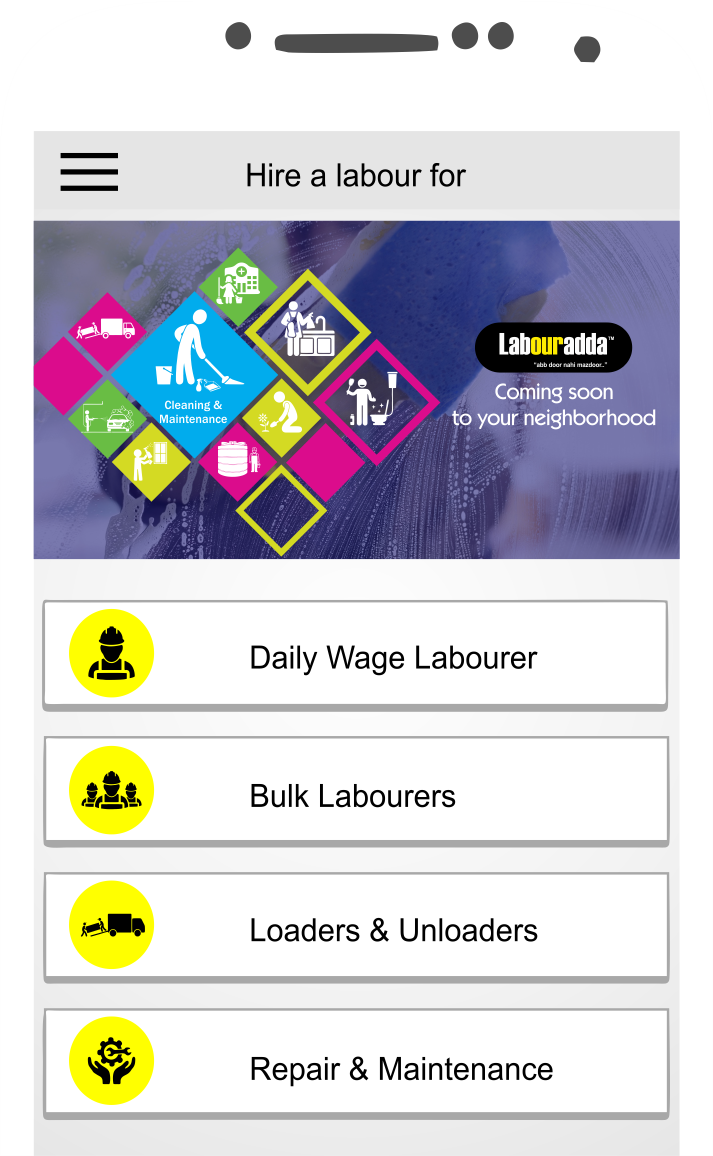 Hire a labour for
Labouradda™
"abb door nahi mazdoor.."
Coming soon
to your neighborhood
Cleaning &
Maintenance
Daily Wage Labourer
Bulk Labourers
Loaders & Unloaders
Repair & Maintenance